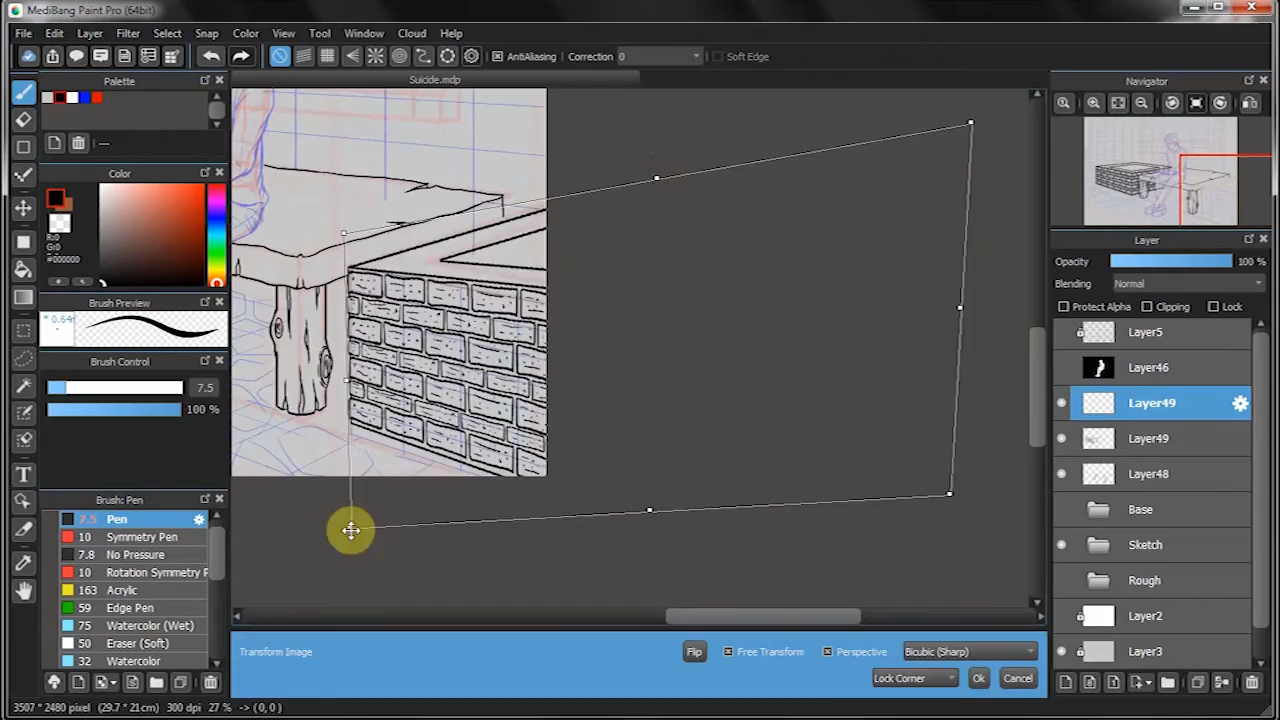 MediBang Paint Pro (64bit)
File Edit Layer Filter Select Snap Color View Tool Window Cloud Help
AntiAliasing Correction 0 Soft Edge
Palette
Suicide.mdp
Navigator
---
Color
R:0
G:0
#000000
Layer
Opacity 100 %
Blending Normal
Protect Alpha Clipping Lock
Brush Preview
Brush Control
7.5
100 %
Layer5
Layer46
Layer49
Layer49
Layer48
Base
Sketch
Rough
Layer2
Layer3
Brush: Pen
7.5 Pen
10 Symmetry Pen
7.8 No Pressure
10 Rotation Symmetry P
163 Acrylic
59 Edge Pen
75 Watercolor (Wet)
50 Eraser (Soft)
32 Watercolor
Transform Image Flip Free Transform Perspective Bicubic (Sharp)
Lock Corner Ok Cancel
3507 * 2480 pixel (29.7 * 21cm) 300 dpi 27 % -> ( 0, 0 )